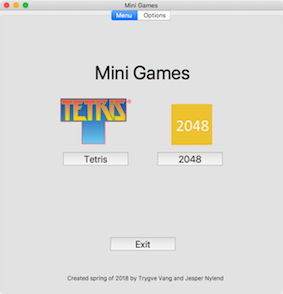 Mini Games
Menu Options
Mini Games
TETRIS®
2048
Tetris
2048
Exit
Created spring of 2018 by Trygve Vang and Jesper Nylend